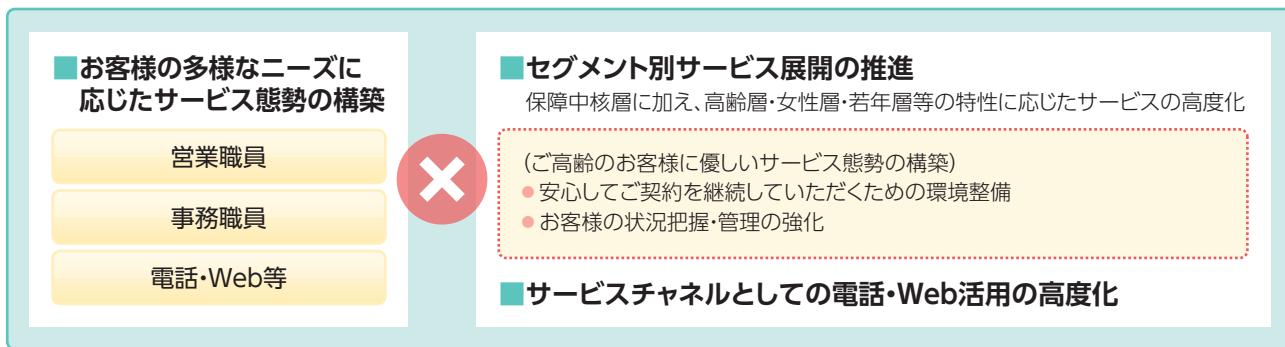 ■お客様の多様なニーズに
応じたサービス態勢の構築
営業職員
事務職員
電話・Web等
■セグメント別サービス展開の推進
保障中核層に加え、高齢層・女性層・若年層等の特性に応じたサービスの高度化
(ご高齢のお客様に優しいサービス態勢の構築)
● 安心してご契約を継続していただくための環境整備
● お客様の状況把握・管理の強化
■サービスチャネルとしての電話・Web活用の高度化